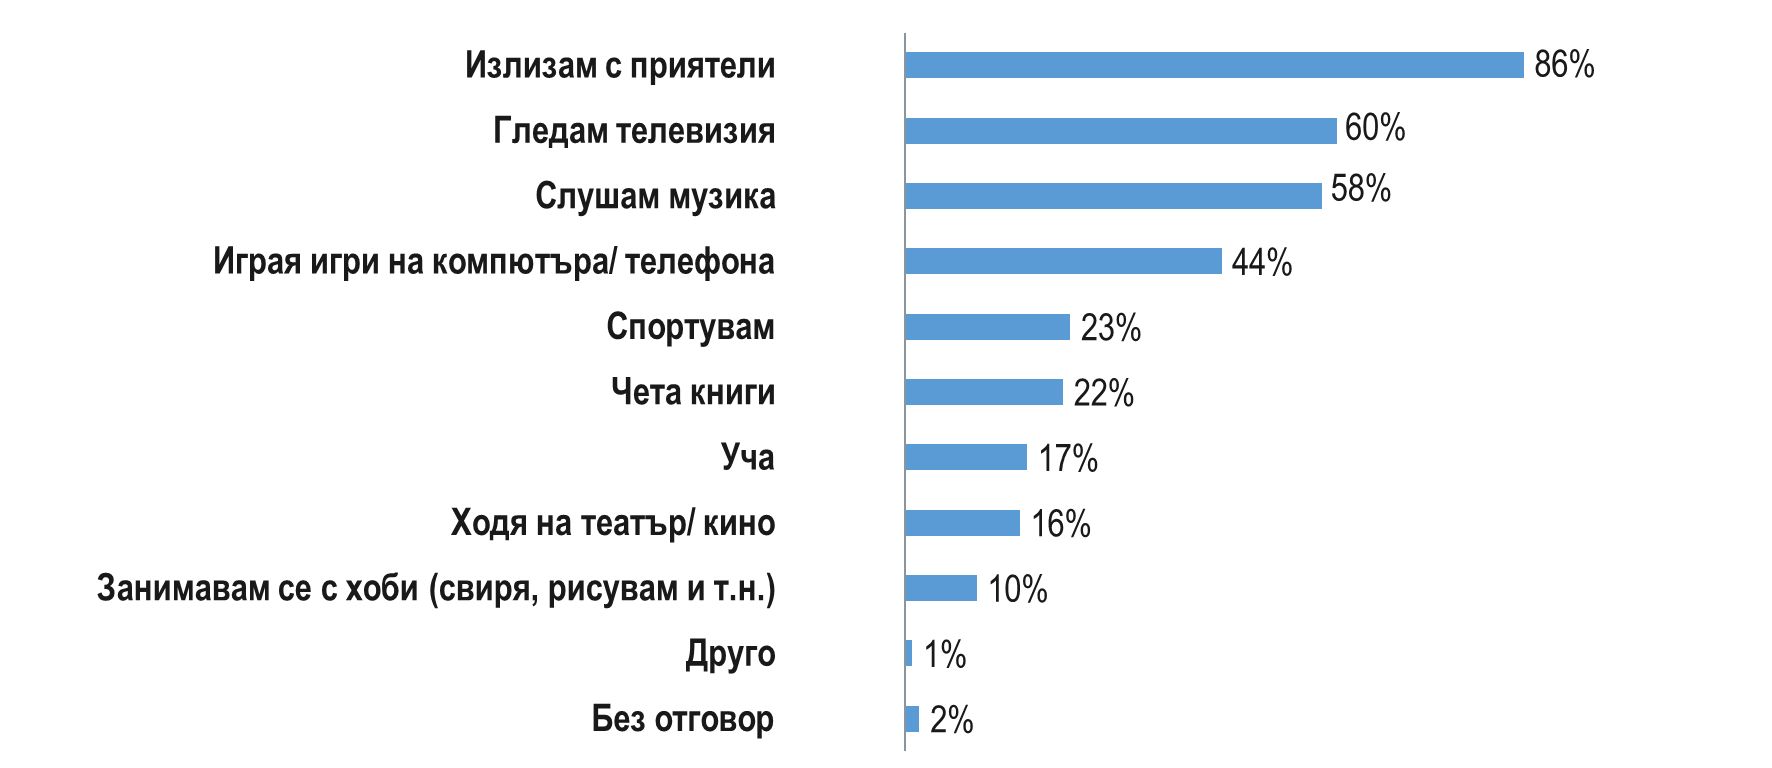 Излизам с приятели 86%
Гледам телевизия 60%
Слушам музика 58%
Играя игри на компютъра/ телефона 44%
Спортувам 23%
Чета книги 22%
Уча 17%
Ходя на театър/ кино 16%
Занимавам се с хоби (свиря, рисувам и т.н.) 10%
Друго 1%
Без отговор 2%